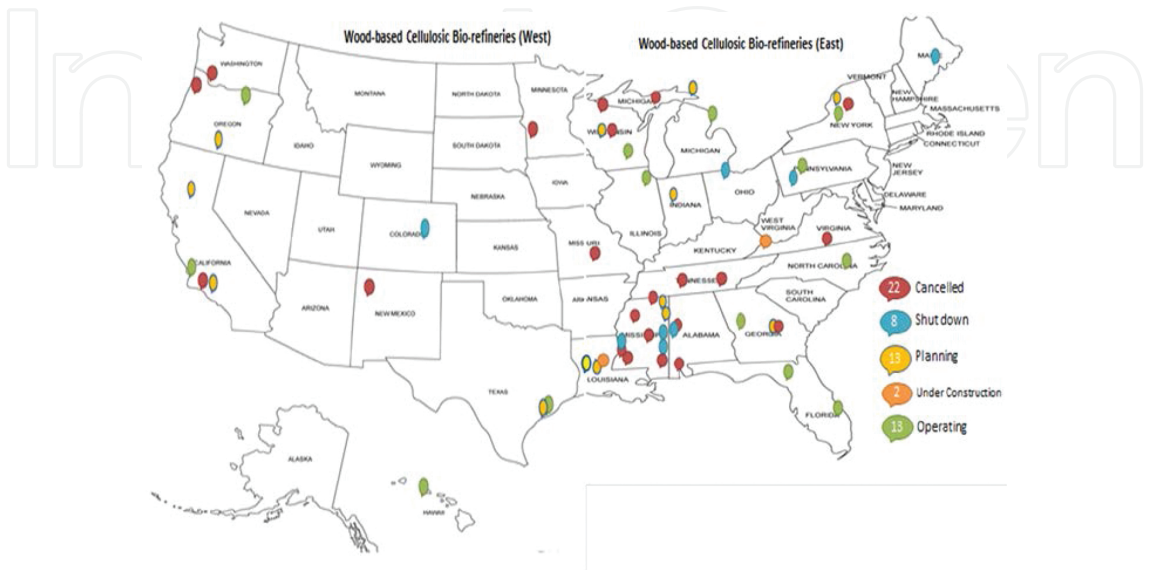 Wood-based Cellulosic Bio-refineries (West)
Wood-based Cellulosic Bio-refineries (East)
WASHINGTON
MONTANA
NORTH DAKOTA
MINNESOTA
MICHIGAN
VERMONT
NEW
HAMPSHIRE
MASSACHUSETTS
OREGON
IDAHO
SOUTH DAKOTA
NEW YORK
RHODE ISLAND
CONNECTICUT
WYOMING
MICHIGAN
NEW
JERSEY
NEBRASKA
IOWA
OHIO
DELAWARE
MARYLAND
NEVADA
UTAH
INDIANA
ILLINOIS
WEST
VIRGINIA
VIRGINIA
KANSAS
KENTUCKY
CALIFORNIA
NORTH CAROLINA
ARIZONA
NEW MEXICO
OKLAHOMA
SOUTH
CAROLINA
22 Cancelled
8 Shut down
ALABAMA
13 Planning
LOUISIANA
2 Under Construction
TEXAS
FLORIDA
13 Operating
ALASKA
HAWAII